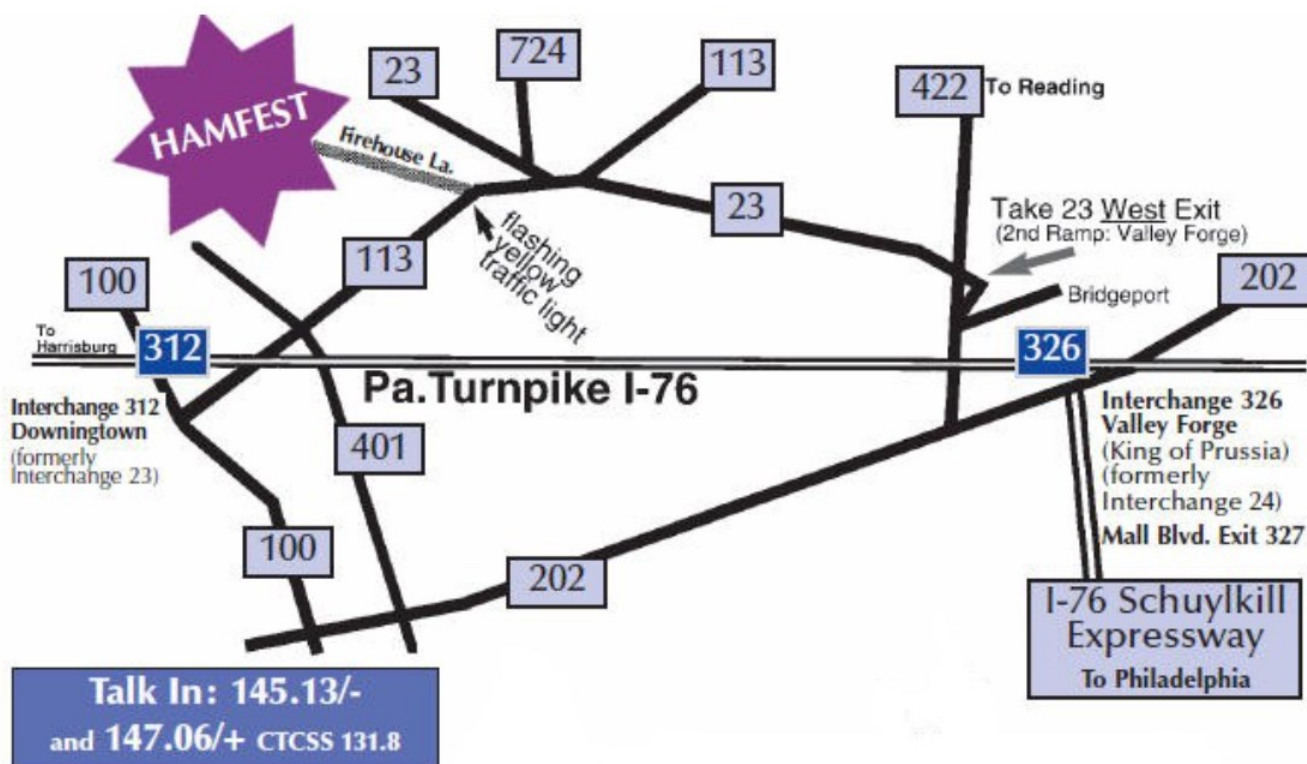 HAMFEST
Firehouse La.
23
724
113
422
To Reading
23
Take 23 West Exit
(2nd Ramp: Valley Forge)
flashing
yellow
traffic light
113
100
202
Bridgeport
To
Harrisburg
312
326
Pa.Turnpike I-76
Interchange 312
Downingtown
(formerly
Interchange 23)
401
Interchange 326
Valley Forge
(King of Prussia)
(formerly
Interchange 24)
Mall Blvd. Exit 327
100
202
I-76 Schuylkill
Expressway
To Philadelphia
Talk In: 145.13/-
and 147.06/+ CTCSS 131.8